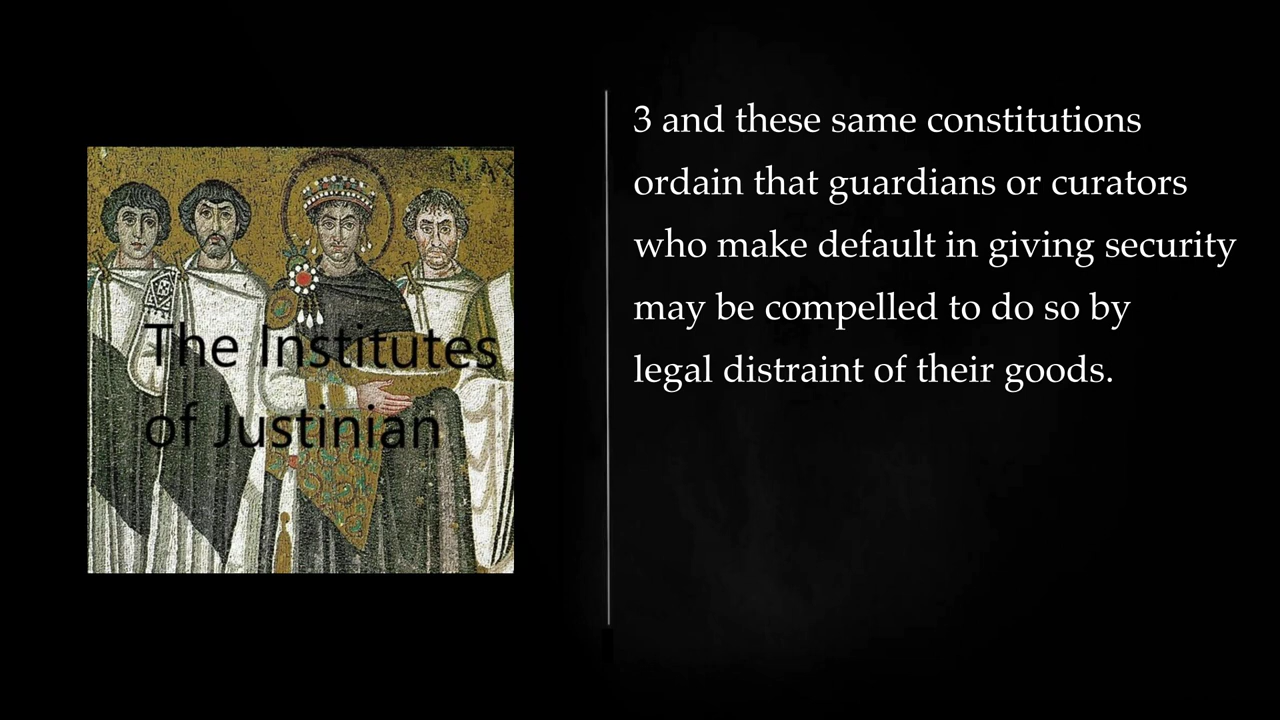 MAX
The Institutes
of Justinian
3 and these same constitutions
ordain that guardians or curators
who make default in giving security
may be compelled to do so by
legal distraint of their goods.